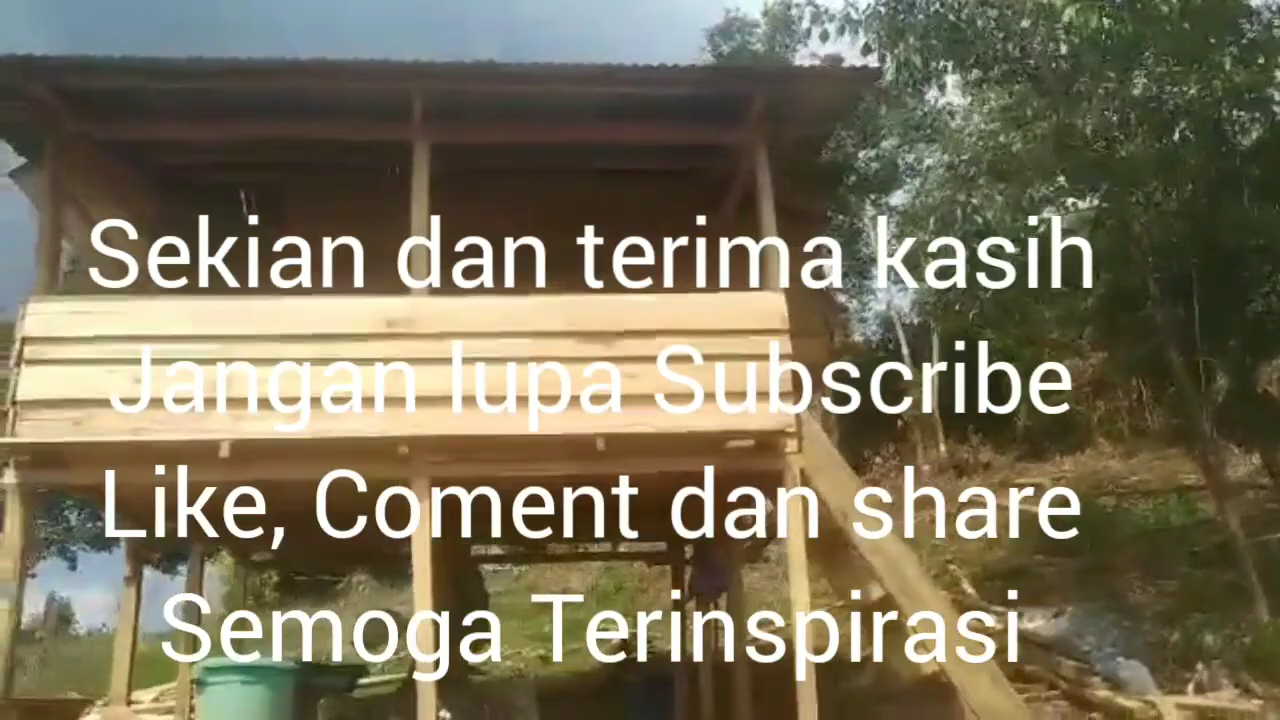 Sekian dan terima kasih
Jangan lupa Subscribe
Like, Coment dan share
Semoga Terinspirasi